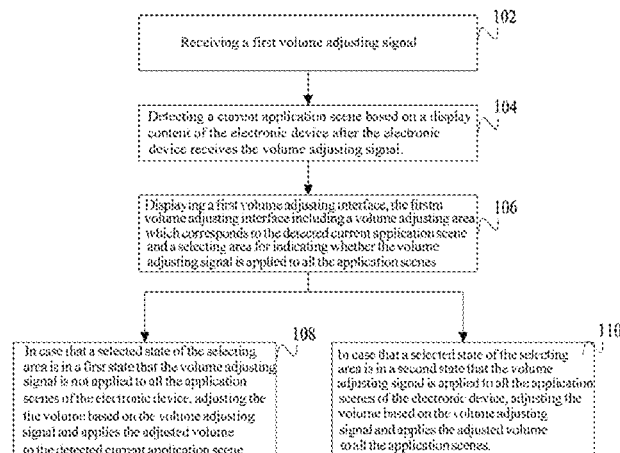 102
Receiving a first volume adjusting signal
104
Detecting a current application scene based on a display
content of the electronic device after the electronic
device receives the volume adjusting signal.
106
Displaying a first volume adjusting interface, the firstm
volume adjusting interface including a volume adjusting area
which corresponds to the detected current application scene
and a selecting area for indicating whether the volume
adjusting signal is applied to all the application scenes
108
In case that a selected state of the selecting
area is in a first state that the volume adjusting
signal is not applied to all the application
scenes of the electronic device, adjusting the
the volume based on the volume adjusting
signal and applies the adjusted volume
to the detected current application scene
110
In case that a selected state of the selecting
area is in a second state that the volume
adjusting signal is applied to all the application
scenes of the electronic device, adjusting the
volume based on the volume adjusting
signal and applies the adjusted volume
to all the application scenes.